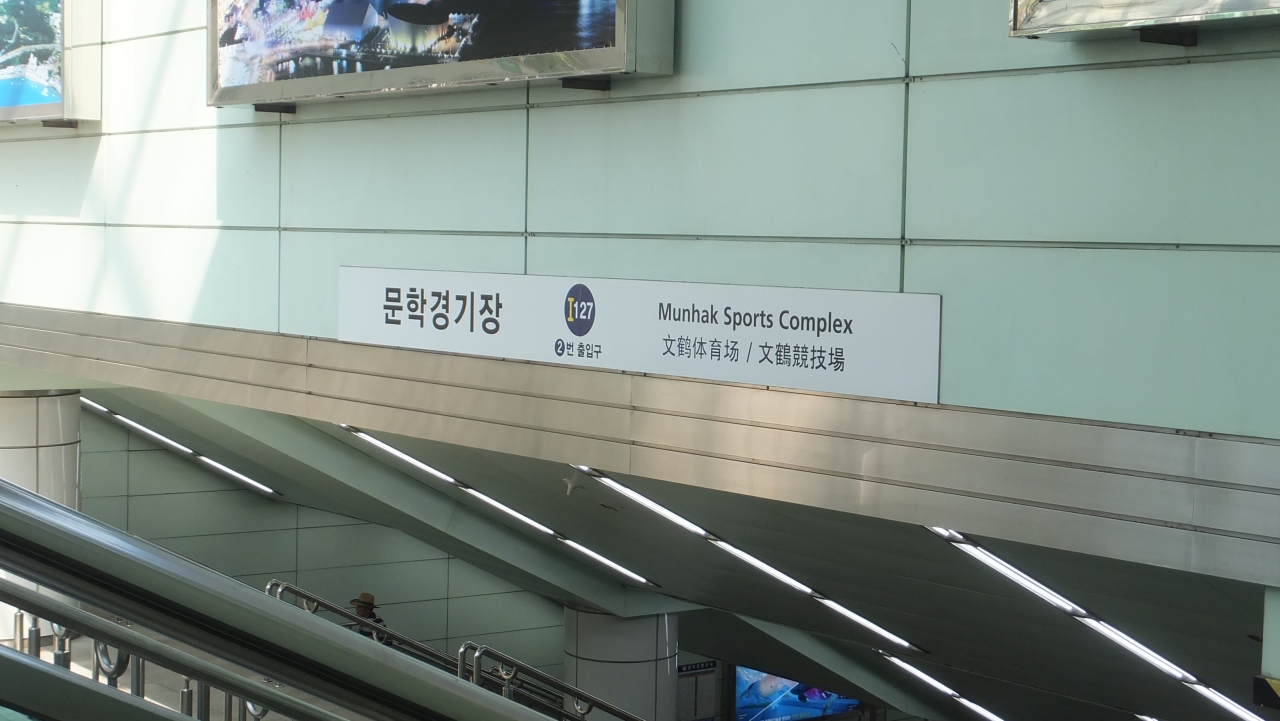 문학경기장
I127
2번 출입구
Munhak Sports Complex
文鹤体育场 / 文鶴競技場